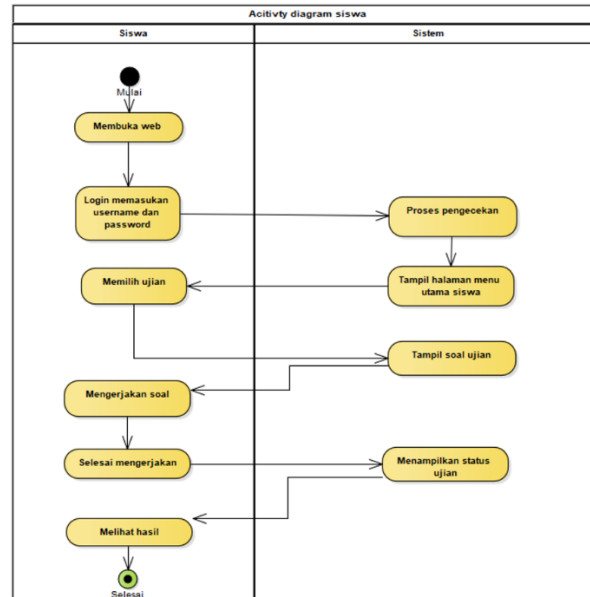 Acitivty diagram siswa
Siswa
Sistem
Mulai
Membuka web
Login memasukan
username dan
password
Proses pengecekan
Tampil halaman menu
utama siswa
Memilih ujian
Tampil soal ujian
Mengerjakan soal
Selesai mengerjakan
Menampilkan status
ujian
Melihat hasil
Selesai